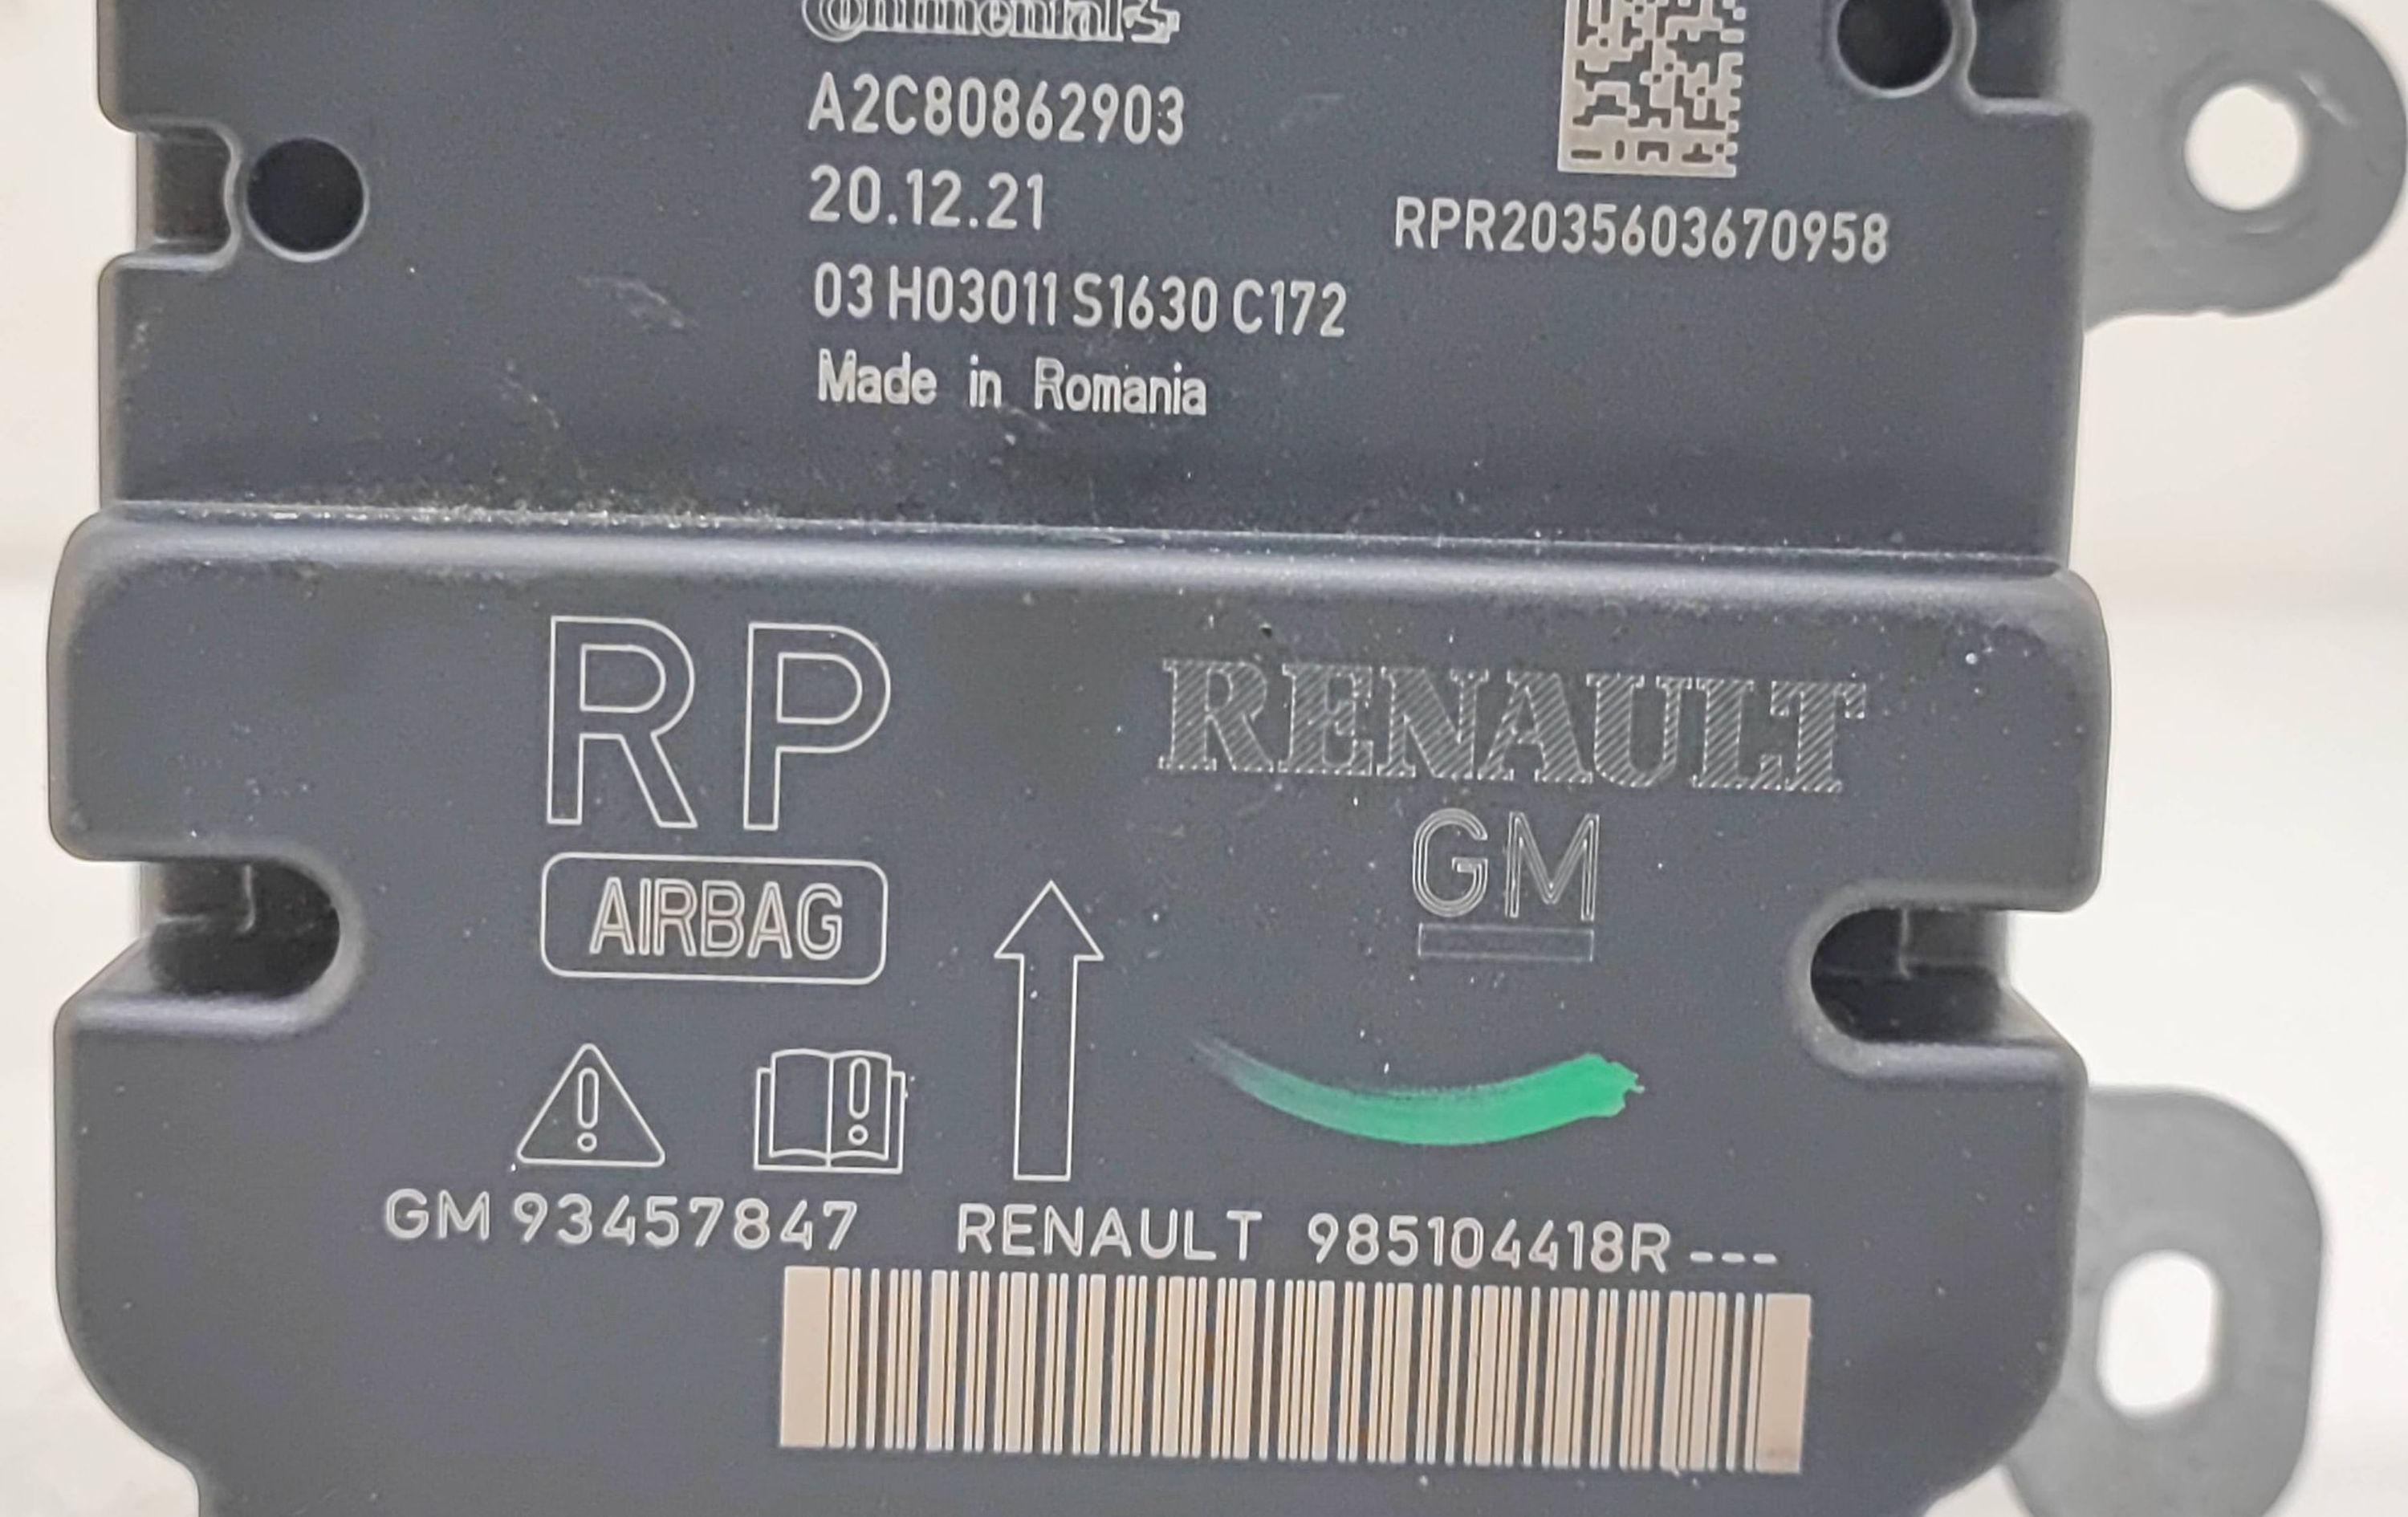 Continental
A2C80862903
20.12.21
RPR2035603670958
03 H03011 S1630 C172
Made in Romania
RP
RENAULT
GM
AIRBAG
GM 93457847 RENAULT 985104418R---